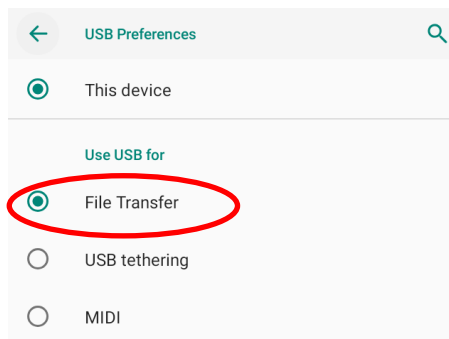 USB Preferences
This device
Use USB for
File Transfer
USB tethering
MIDI